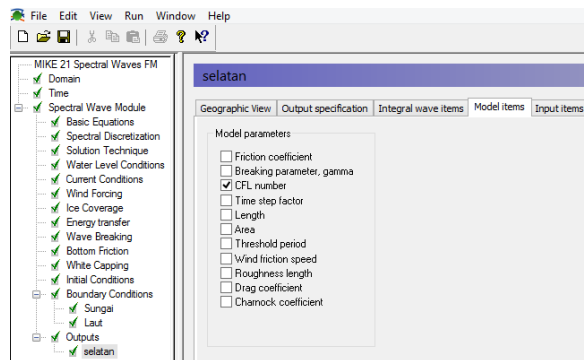 File Edit View Run Window Help
MIKE 21 Spectral Waves FM
Domain
Time
Spectral Wave Module
Basic Equations
Spectral Discretization
Solution Technique
Water Level Conditions
Current Conditions
Wind Forcing
Ice Coverage
Energy transfer
Wave Breaking
Bottom Friction
White Capping
Initial Conditions
Boundary Conditions
Sungai
Laut
Outputs
selatan
selatan
Geographic View Output specification Integral wave items Model items Input items
Model parameters
Friction coefficient
Breaking parameter, gamma
CFL number
Time step factor
Length
Area
Threshold period
Wind friction speed
Roughness length
Drag coefficient
Charnock coefficient